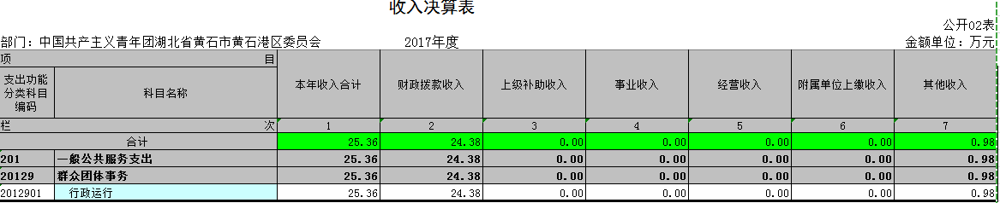 收入决算表
公开02表
部门：中国共产主义青年团湖北省黄石市黄石港区委员会 2017年度 金额单位：万元
项 目 本年收入合计 财政拨款收入 上级补助收入 事业收入 经营收入 附属单位上缴收入 其他收入
支出功能
分类科目
编码
科目名称
栏 次 1 2 3 4 5 6 7
合计 25.36 24.38 0.00 0.00 0.00 0.00 0.98
201 一般公共服务支出 25.36 24.38 0.00 0.00 0.00 0.00 0.98
20129 群众团体事务 25.36 24.38 0.00 0.00 0.00 0.00 0.98
2012901 行政运行 25.36 24.38 0.00 0.00 0.00 0.00 0.98